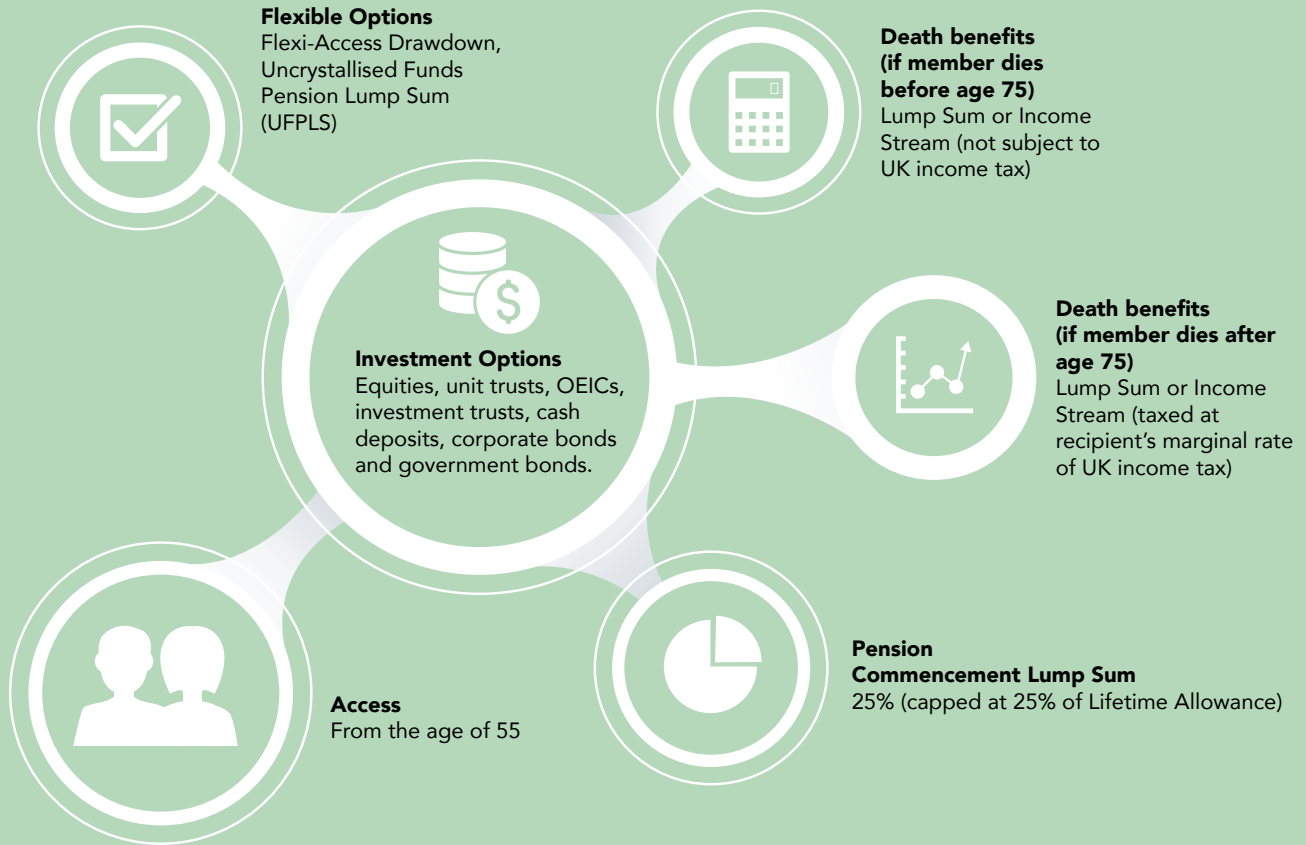 Flexible Options
Flexi-Access Drawdown,
Uncrystallised Funds
Pension Lump Sum
(UFPLS)
Death benefits
(if member dies
before age 75)
Lump Sum or Income
Stream (not subject to
UK income tax)
$
Investment Options
Equities, unit trusts, OEICs,
investment trusts, cash
deposits, corporate bonds
and government bonds.
Death benefits
(if member dies after
age 75)
Lump Sum or Income
Stream (taxed at
recipient's marginal rate
of UK income tax)
Access
From the age of 55
Pension
Commencement Lump Sum
25% (capped at 25% of Lifetime Allowance)